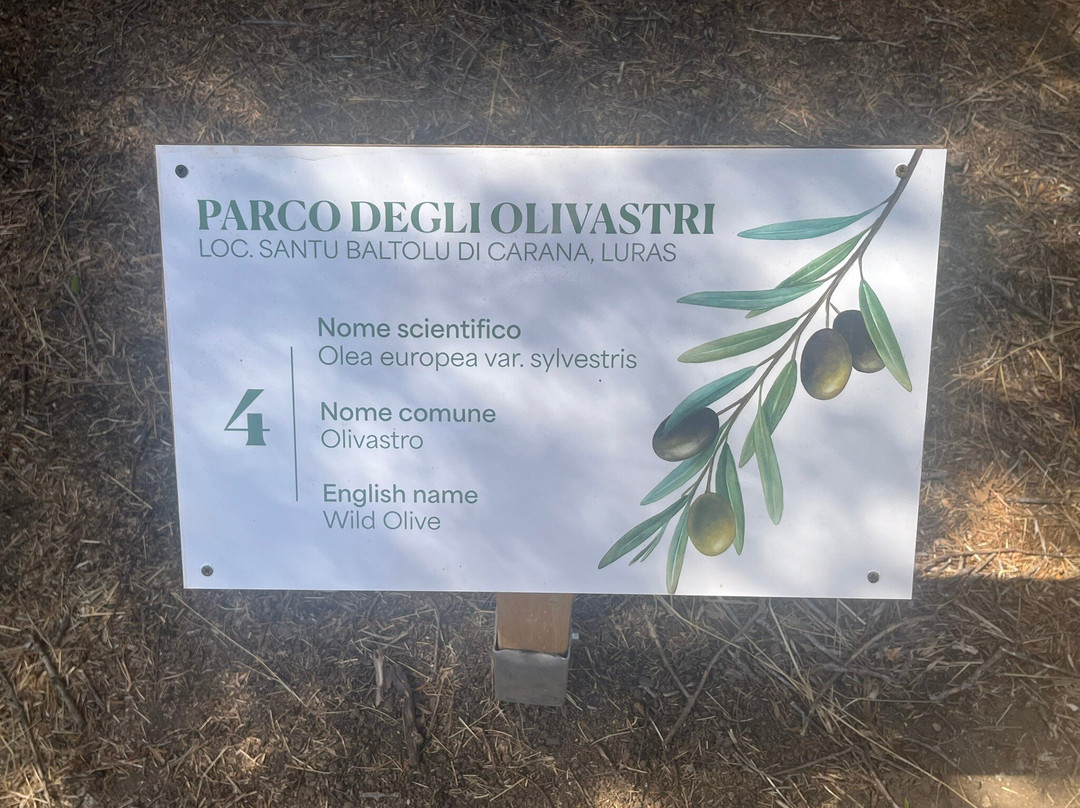 PARCO DEGLI OLIVASTRI
LOC. SANTU BALTOLU DI CARANA, LURAS
4
Nome scientifico
Olea europea var. sylvestris
Nome comune
Olivastro
English name
Wild Olive